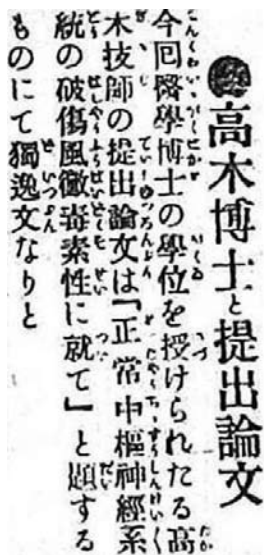 ●高木博士と提出論文
今回醫學博士の學位を授けられたる高
木技師の提出論文は「正常中樞神經系
統の破傷風黴毒素性に就て」と題する
ものにて獨逸文なりと